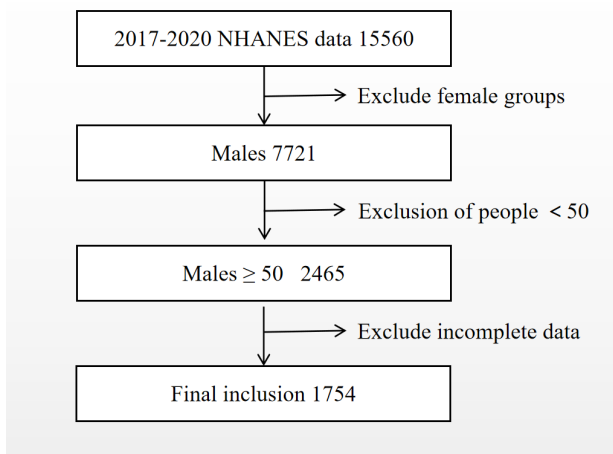 2017-2020 NHANES data 15560
Exclude female groups
Males 7721
Exclusion of people < 50
Males ≥ 50 2465
Exclude incomplete data
Final inclusion 1754